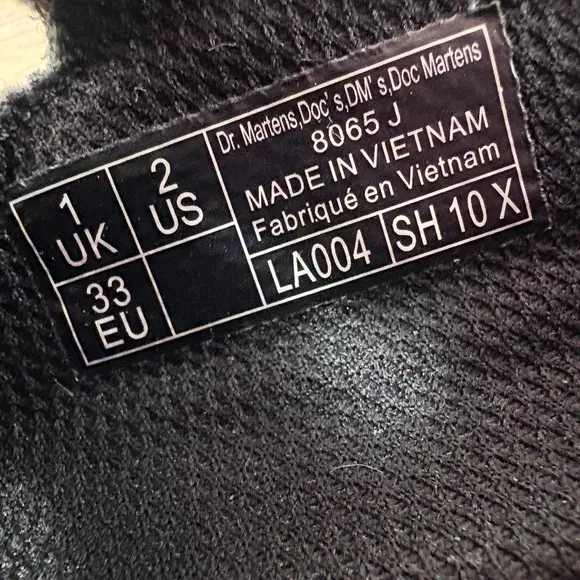 1
UK
2
US
33
EU
Dr. Martens,Doc' s,DM' s,Doc Martens
8065 J
MADE IN VIETNAM
Fabriqué en Vietnam
LA004
SH 10 X